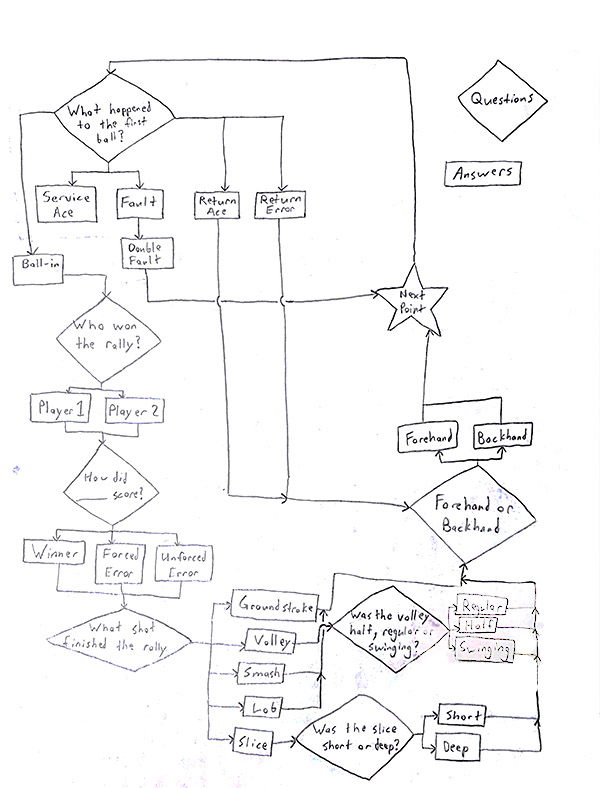 What happened
to the first
ball?
Questions
Answers
Service
Ace
Fault
Return
Ace
Return
Error
Double
Fault
Ball-in
Next
Point
Who won
the rally?
Player 1
Player 2
Forehand
Backhand
How did
____ score?
Forehand or
Backhand
Winner
Forced
Error
Unforced
Error
What shot
finished the rally
Groundstroke
Volley
Smash
Lob
Slice
Was the volley
half, regular or
swinging?
Regular
Half
Swinging
Was the slice
short or deep?
Short
Deep